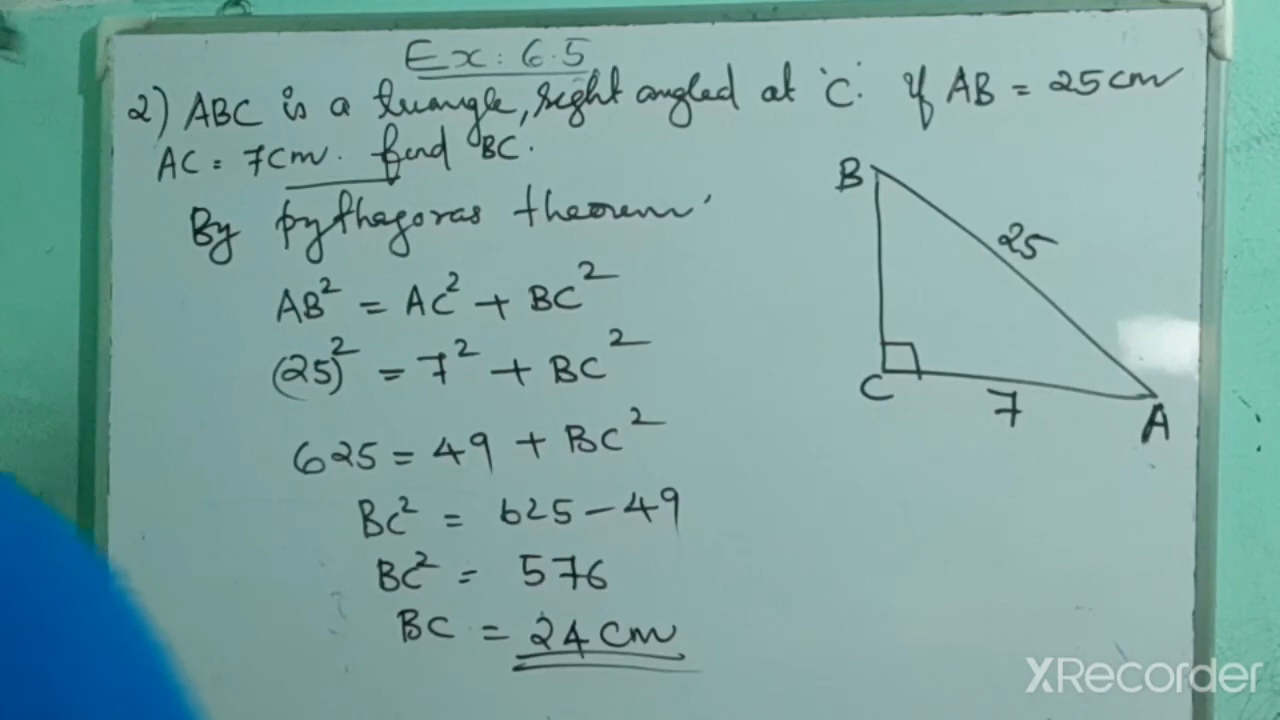 Ex: 6.5
2) ABC is a triangle, right angled at 'C'. if AB = 25cm
AC = 7cm. find BC.
By pythagoras theorem
AB² = AC² + BC²
(25)² = 7² + BC²
625 = 49 + BC²
BC² = 625 - 49
BC² = 576
BC = 24 cm
B
25
C
7
A
XRecorder